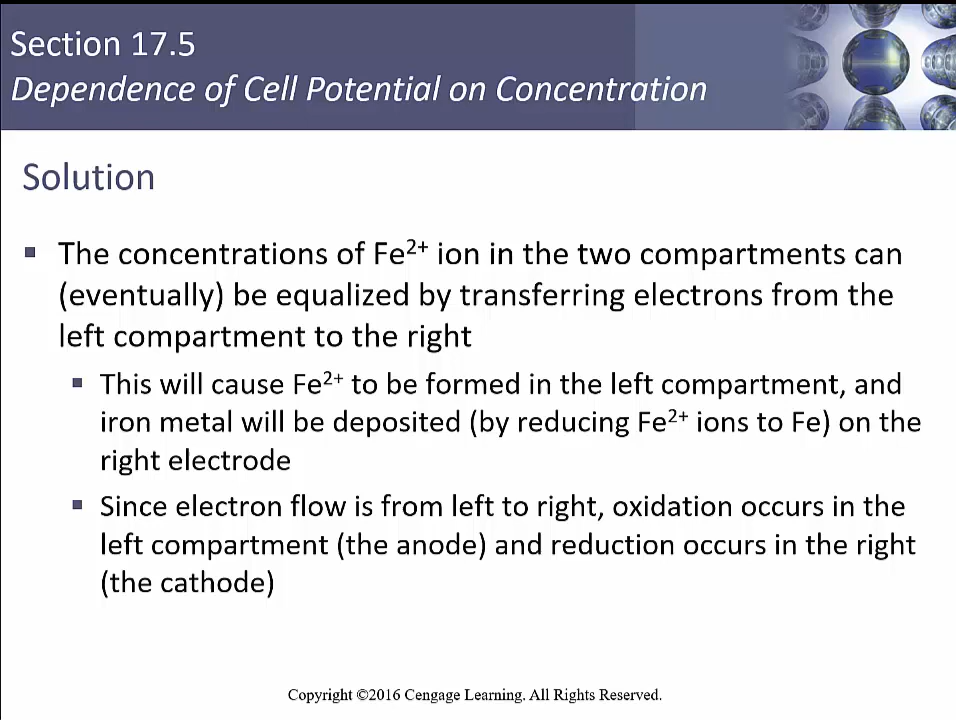 Section 17.5
Dependence of Cell Potential on Concentration
Solution
▪ The concentrations of Fe²⁺ ion in the two compartments can
(eventually) be equalized by transferring electrons from the
left compartment to the right
▪ This will cause Fe²⁺ to be formed in the left compartment, and
iron metal will be deposited (by reducing Fe²⁺ ions to Fe) on the
right electrode
▪ Since electron flow is from left to right, oxidation occurs in the
left compartment (the anode) and reduction occurs in the right
(the cathode)
Copyright ©2016 Cengage Learning. All Rights Reserved.